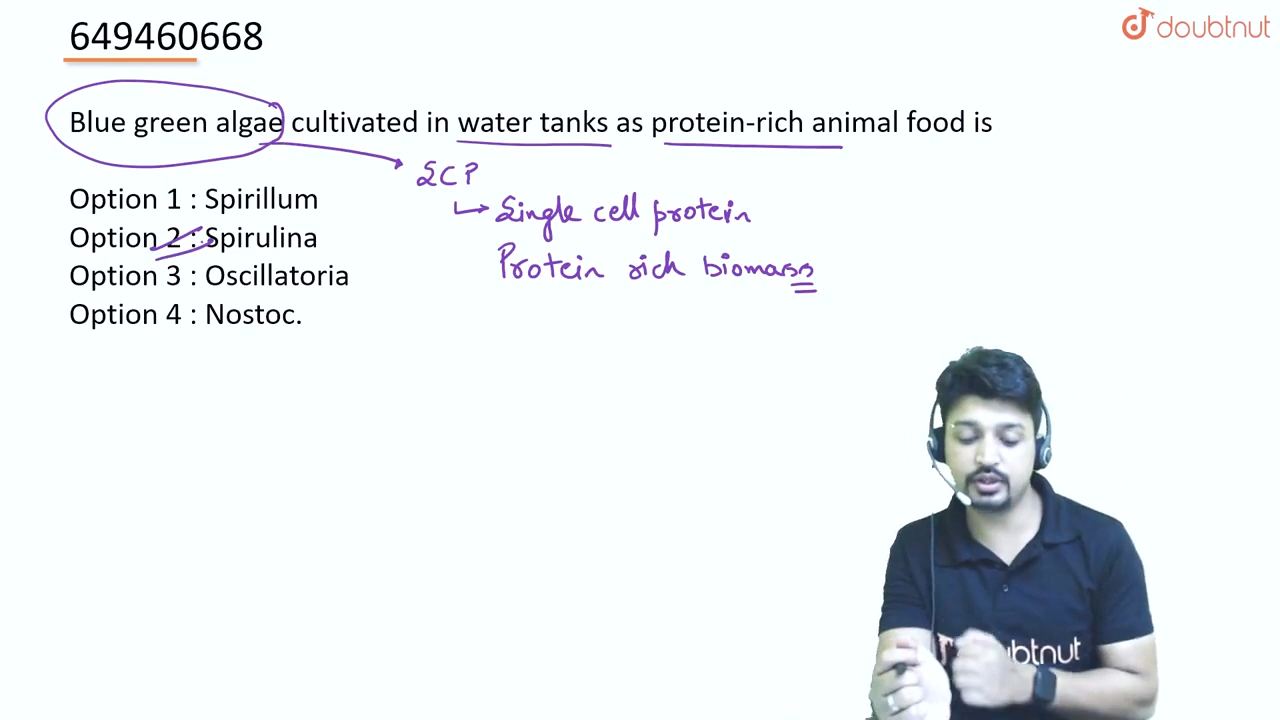 649460668
doubtnut
Blue green algae cultivated in water tanks as protein-rich animal food is
SCP
Option 1 : Spirillum
Single cell protein
Option 2 : Spirulina
Protein rich biomass
Option 3 : Oscillatoria
Option 4 : Nostoc.
ubtnut